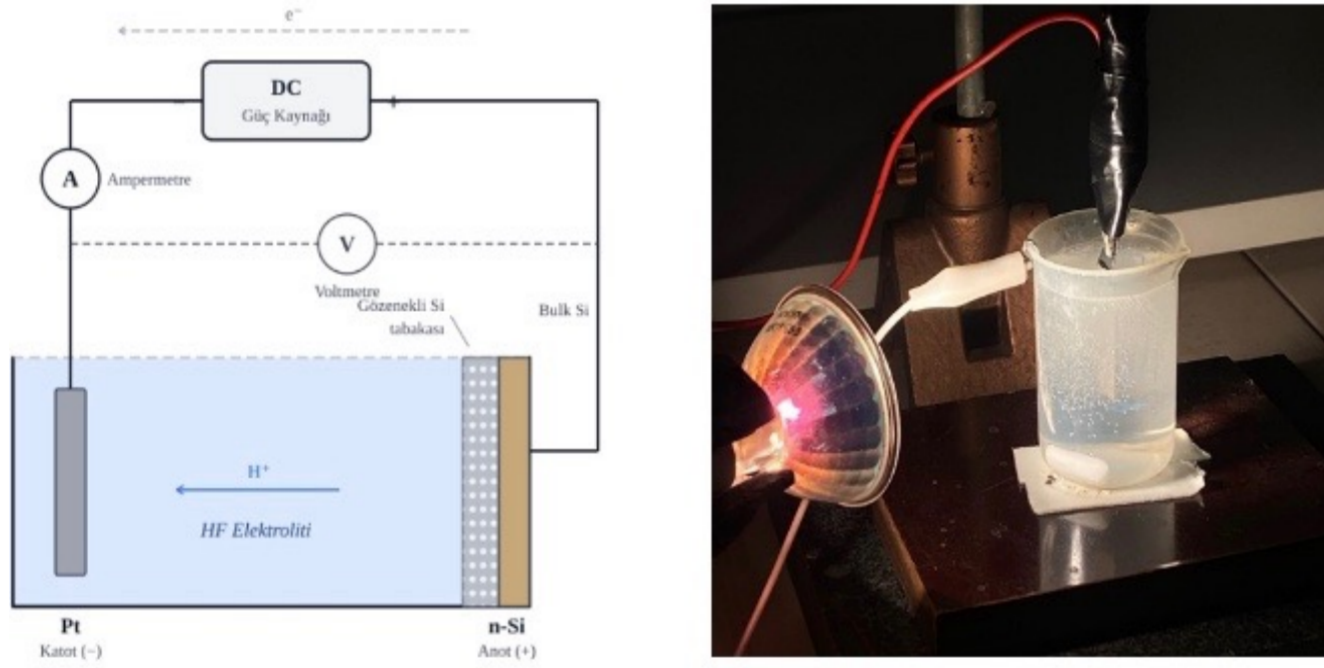 e⁻
DC
Güç Kaynağı
−
+
A
Ampermetre
V
Voltmetre
Gözenekli Si
tabakası
Bulk Si
H⁺
HF Elektroliti
Pt
Katot (−)
n-Si
Anot (+)